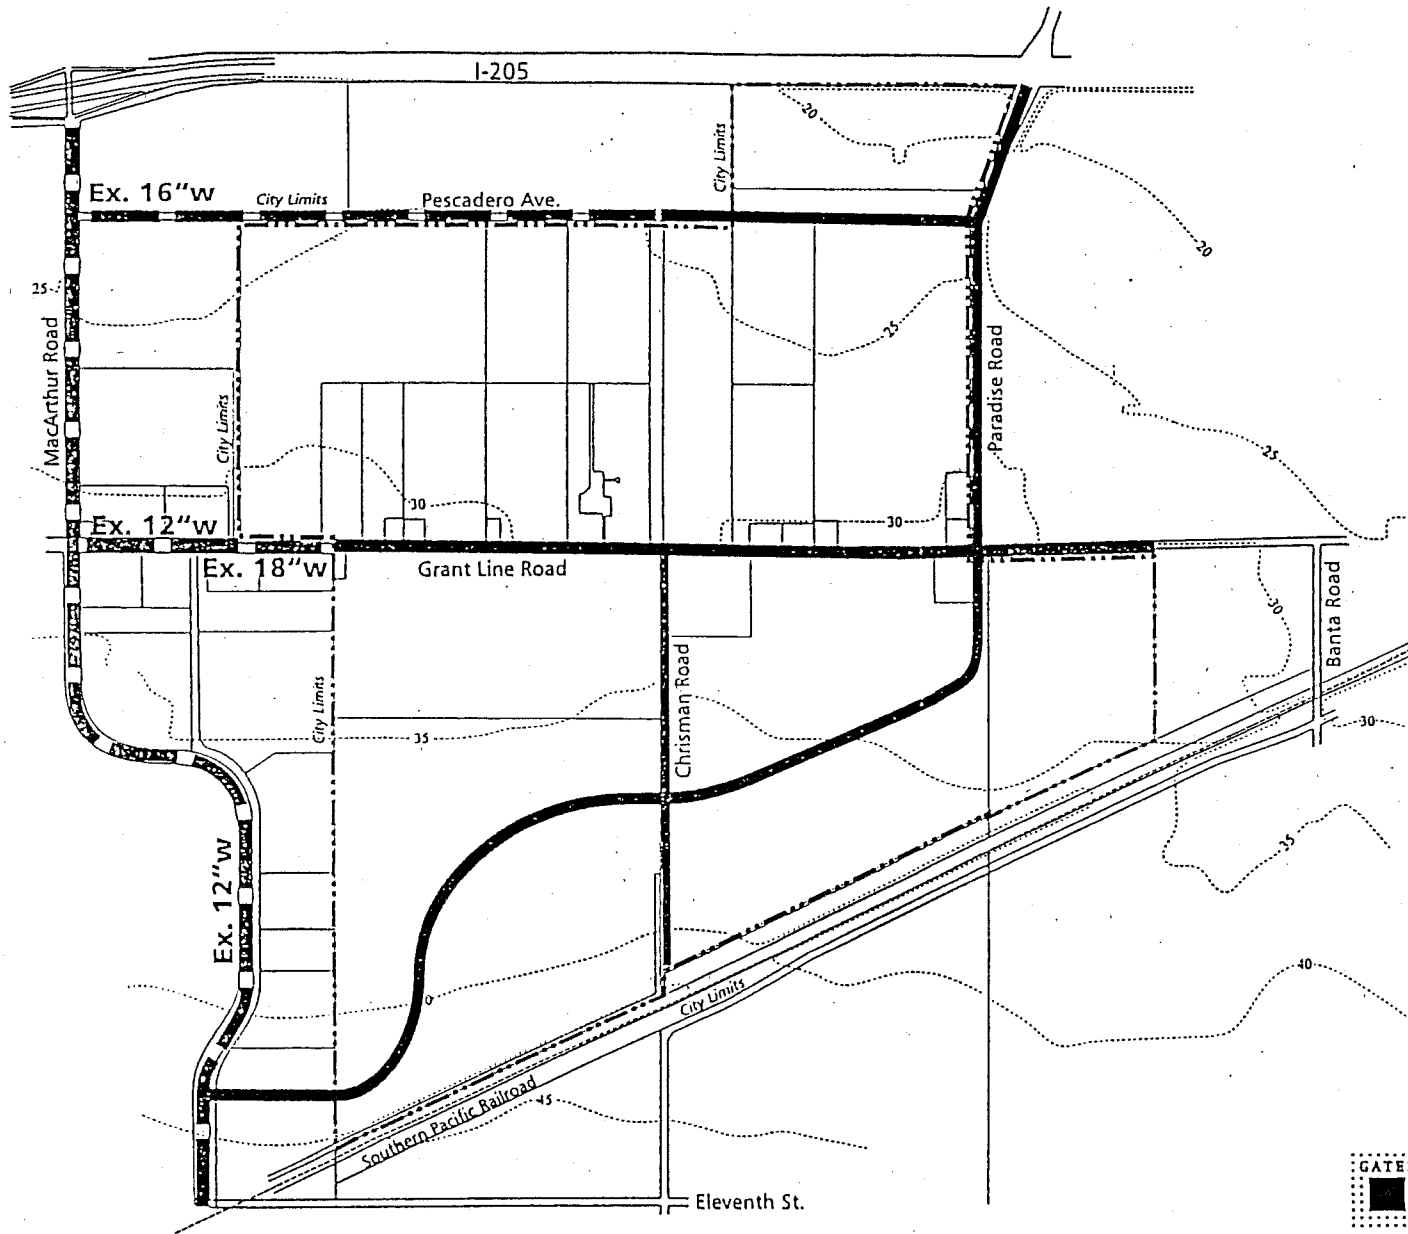 I-205
20
City Limits
Ex. 16"w
City Limits
Pescadero Ave.
20
25
25
MacArthur Road
Paradise Road
City Limits
25
30
30
Ex. 12"w
Ex. 18"w
Grant Line Road
30
Banta Road
City Limits
Chrisman Road
35
30
35
Ex. 12"w
40
0
City Limits
Southern Pacific Railroad
45
Eleventh St.
GATE